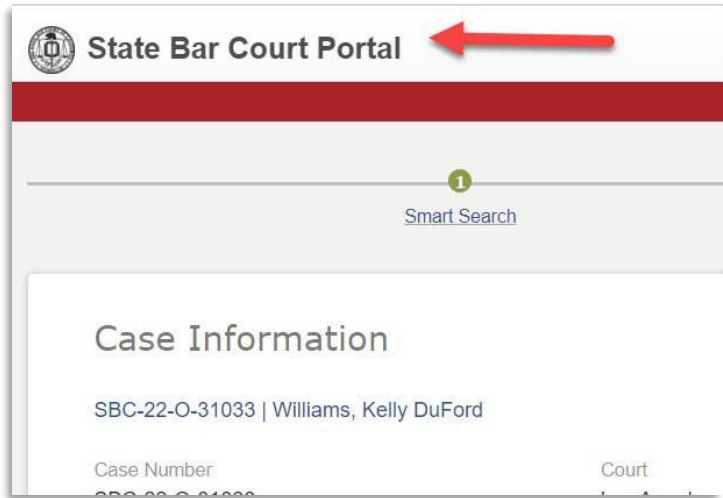 State Bar Court Portal
1
Smart Search
Case Information
SBC-22-O-31033 | Williams, Kelly DuFord
Case Number
Court